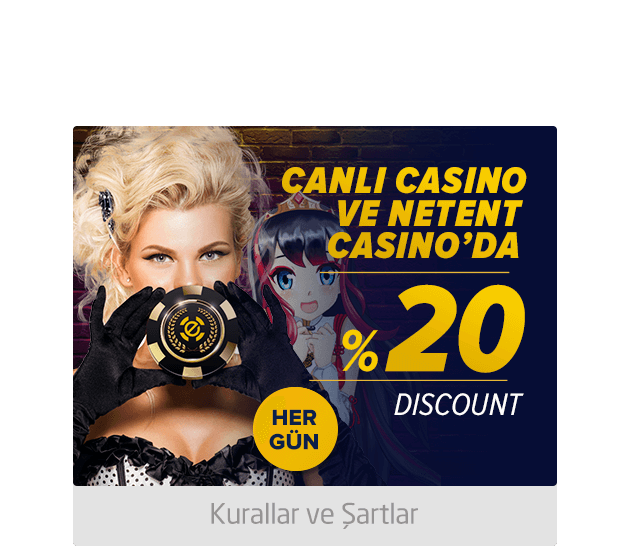 CANLI CASINO
VE NETENT
CASINO'DA
%20
DISCOUNT
HER
GÜN
Kurallar ve Şartlar